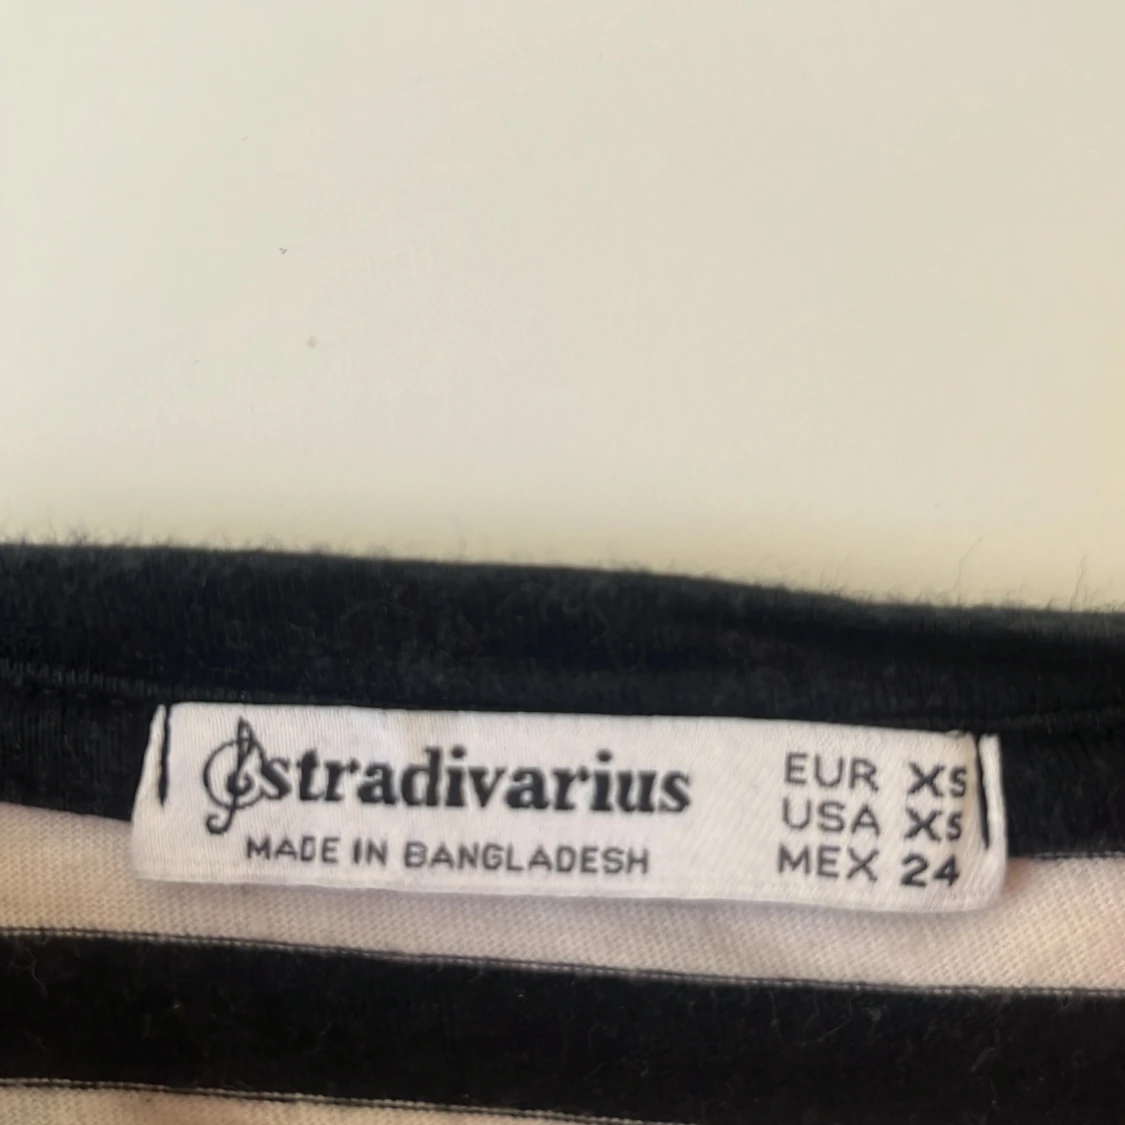 stradivarius
MADE IN BANGLADESH
EUR XS
USA XS
MEX 24